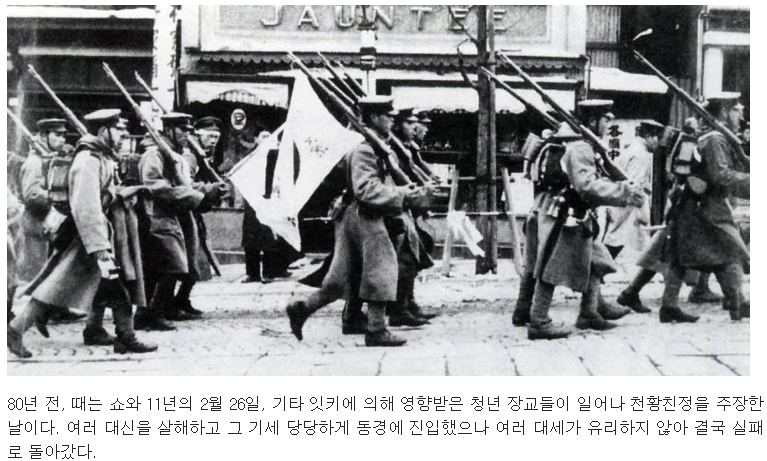 JAUNTEE
80년 전, 때는 쇼와 11년의 2월 26일, 기타 잇키에 의해 영향받은 청년 장교들이 일어나 천황친정을 주장한
날이다. 여러 대신을 살해하고 그 기세 당당하게 동경에 진입했으나 여러 대세가 유리하지 않아 결국 실패
로 돌아갔다.